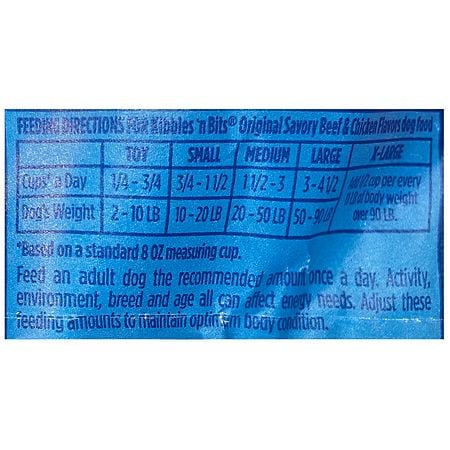 FEEDING DIRECTIONS FOR Kibbles 'n Bits® Original Savory Beef & Chicken Flavors dog food
TOY SMALL MEDIUM LARGE X-LARGE
Cups* a Day 1/4 - 3/4 3/4 - 1 1/2 1 1/2 - 3 3 - 4 1/2 Add 1/2 cup per every
Dog's Weight 2 - 10 LB 10 - 20 LB 20 - 50 LB 50 - 90 LB LB of body weight
over 90 LB.
*Based on a standard 8 OZ measuring cup.
Feed an adult dog the recommended amount once a day. Activity,
environment, breed and age all can affect energy needs. Adjust these
feeding amounts to maintain optimum body condition.